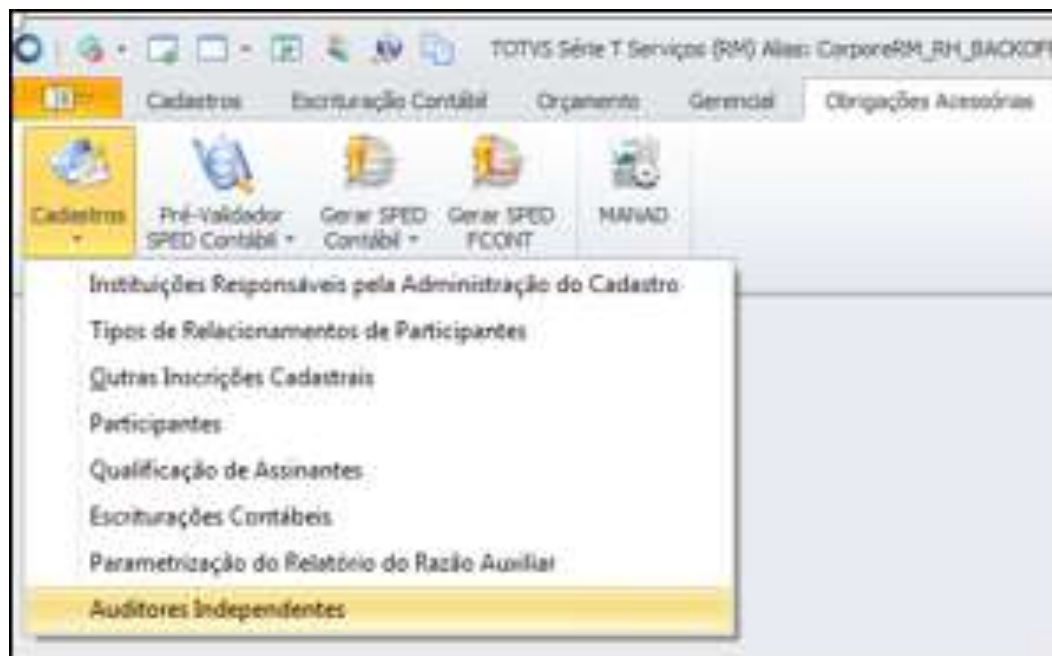 TOTVS Série T Serviços (RM) Alias: CorporeRM_RH_BACKOF
Cadastros Escrituração Contábil Orçamento Gerencial Obrigações Acessórias
Cadastros Pré-Validador SPED Contábil Gerar SPED Contábil Gerar SPED FCONT MANAD
Instituições Responsáveis pela Administração do Cadastro
Tipos de Relacionamentos de Participantes
Outras Inscrições Cadastrais
Participantes
Qualificação de Assinantes
Escriturações Contábeis
Parametrização do Relatório do Razão Auxiliar
Auditores Independentes